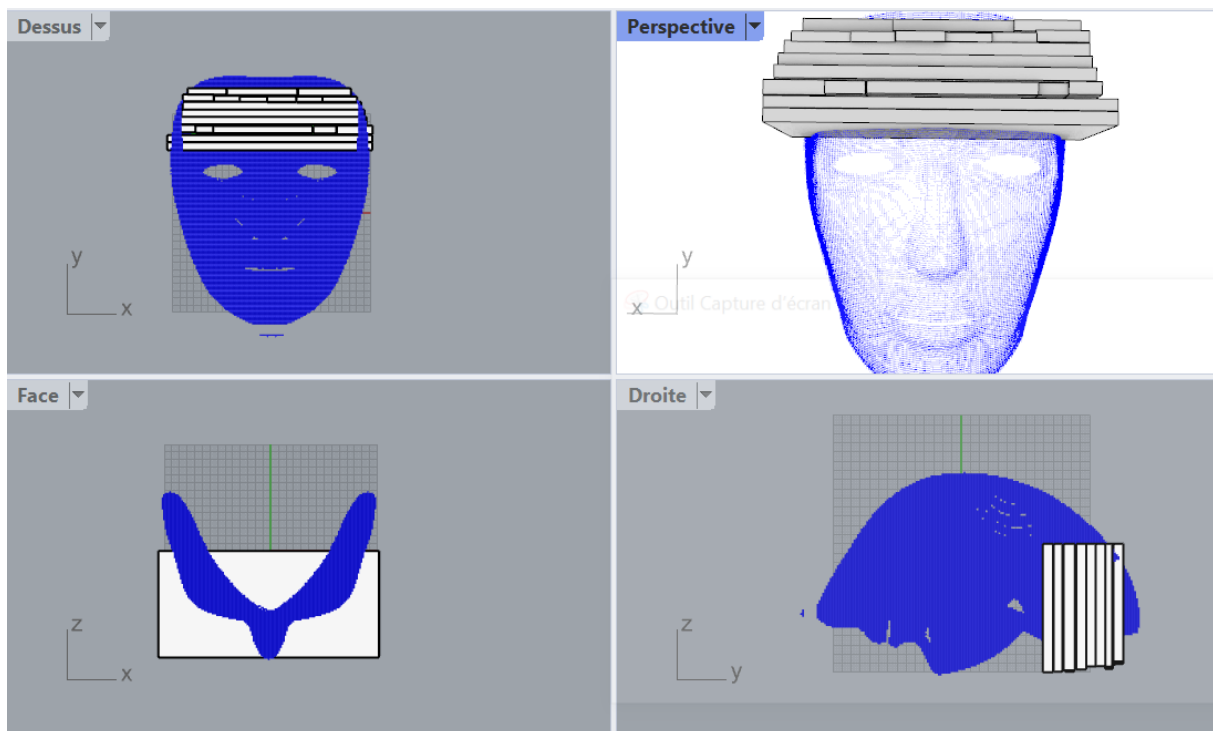 Dessus
Perspective
y
x
y
x
Outil Capture d'écran
Face
Droite
z
x
z
y